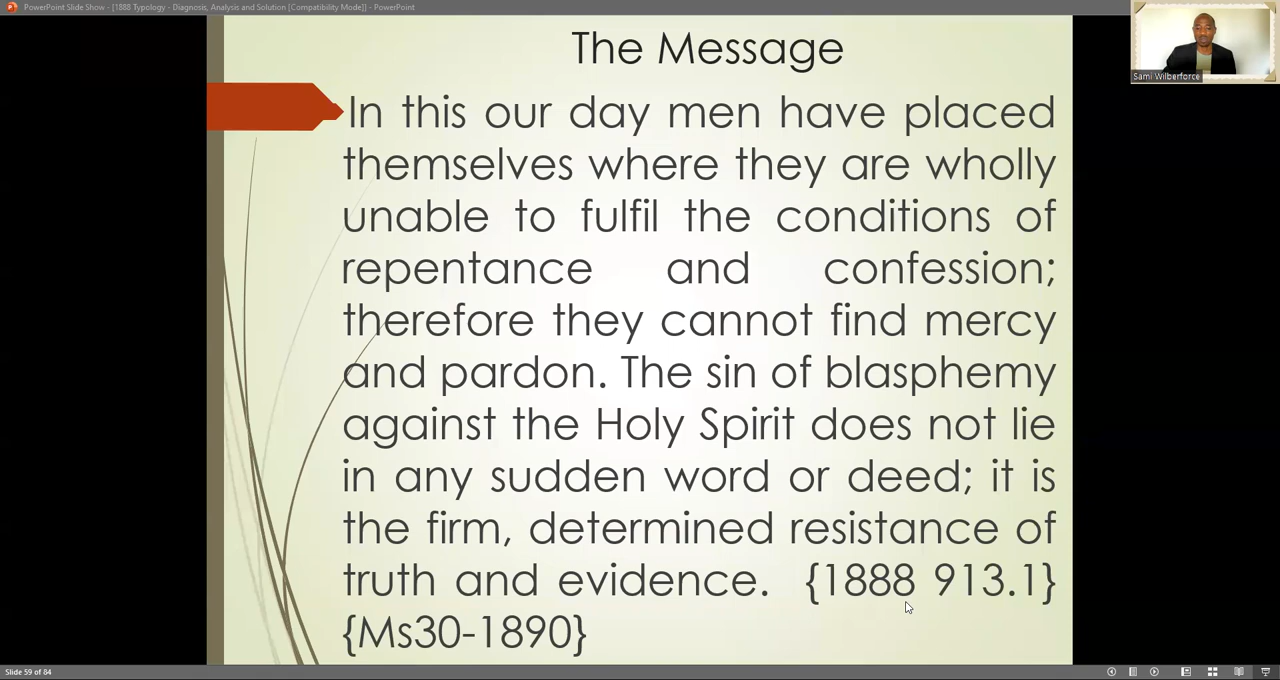 PowerPoint Slide Show - [1888 Typology - Diagnosis, Analysis and Solution [Compatibility Mode]] - PowerPoint
The Message
In this our day men have placed
themselves where they are wholly
unable to fulfil the conditions of
repentance and confession;
therefore they cannot find mercy
and pardon. The sin of blasphemy
against the Holy Spirit does not lie
in any sudden word or deed; it is
the firm, determined resistance of
truth and evidence. {1888 913.1}
{Ms30-1890}
Sami Wilberforce
Slide 59 of 84